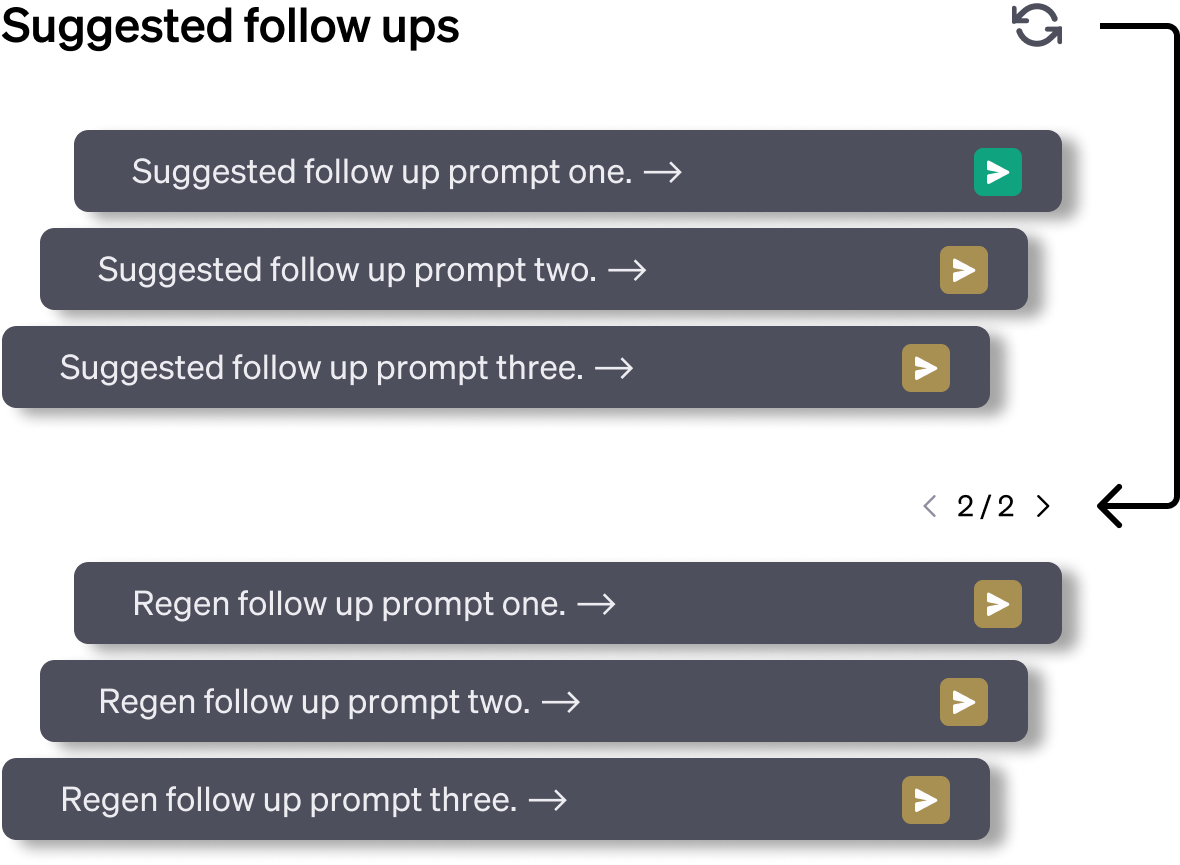 Suggested follow ups
Suggested follow up prompt one. →
Suggested follow up prompt two. →
Suggested follow up prompt three. →
< 2 / 2 >
Regen follow up prompt one. →
Regen follow up prompt two. →
Regen follow up prompt three. →